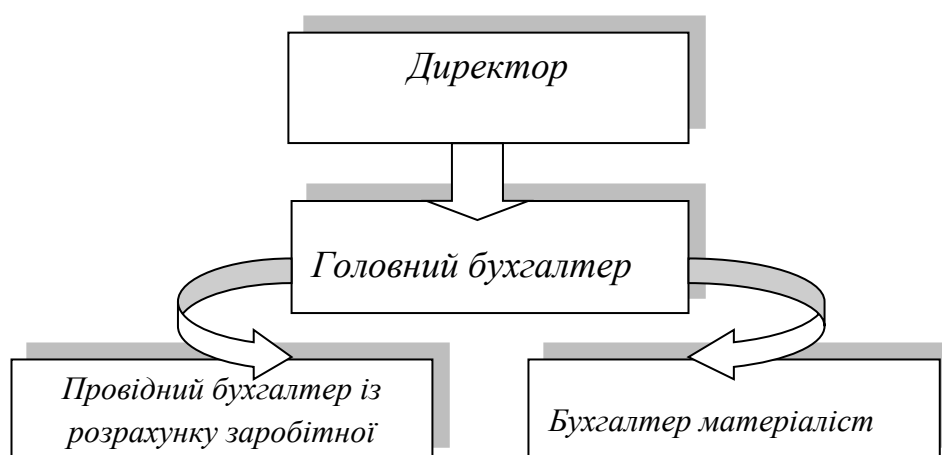 Директор
Головний бухгалтер
Провідний бухгалтер із
розрахунку заробітної
Бухгалтер матеріаліст